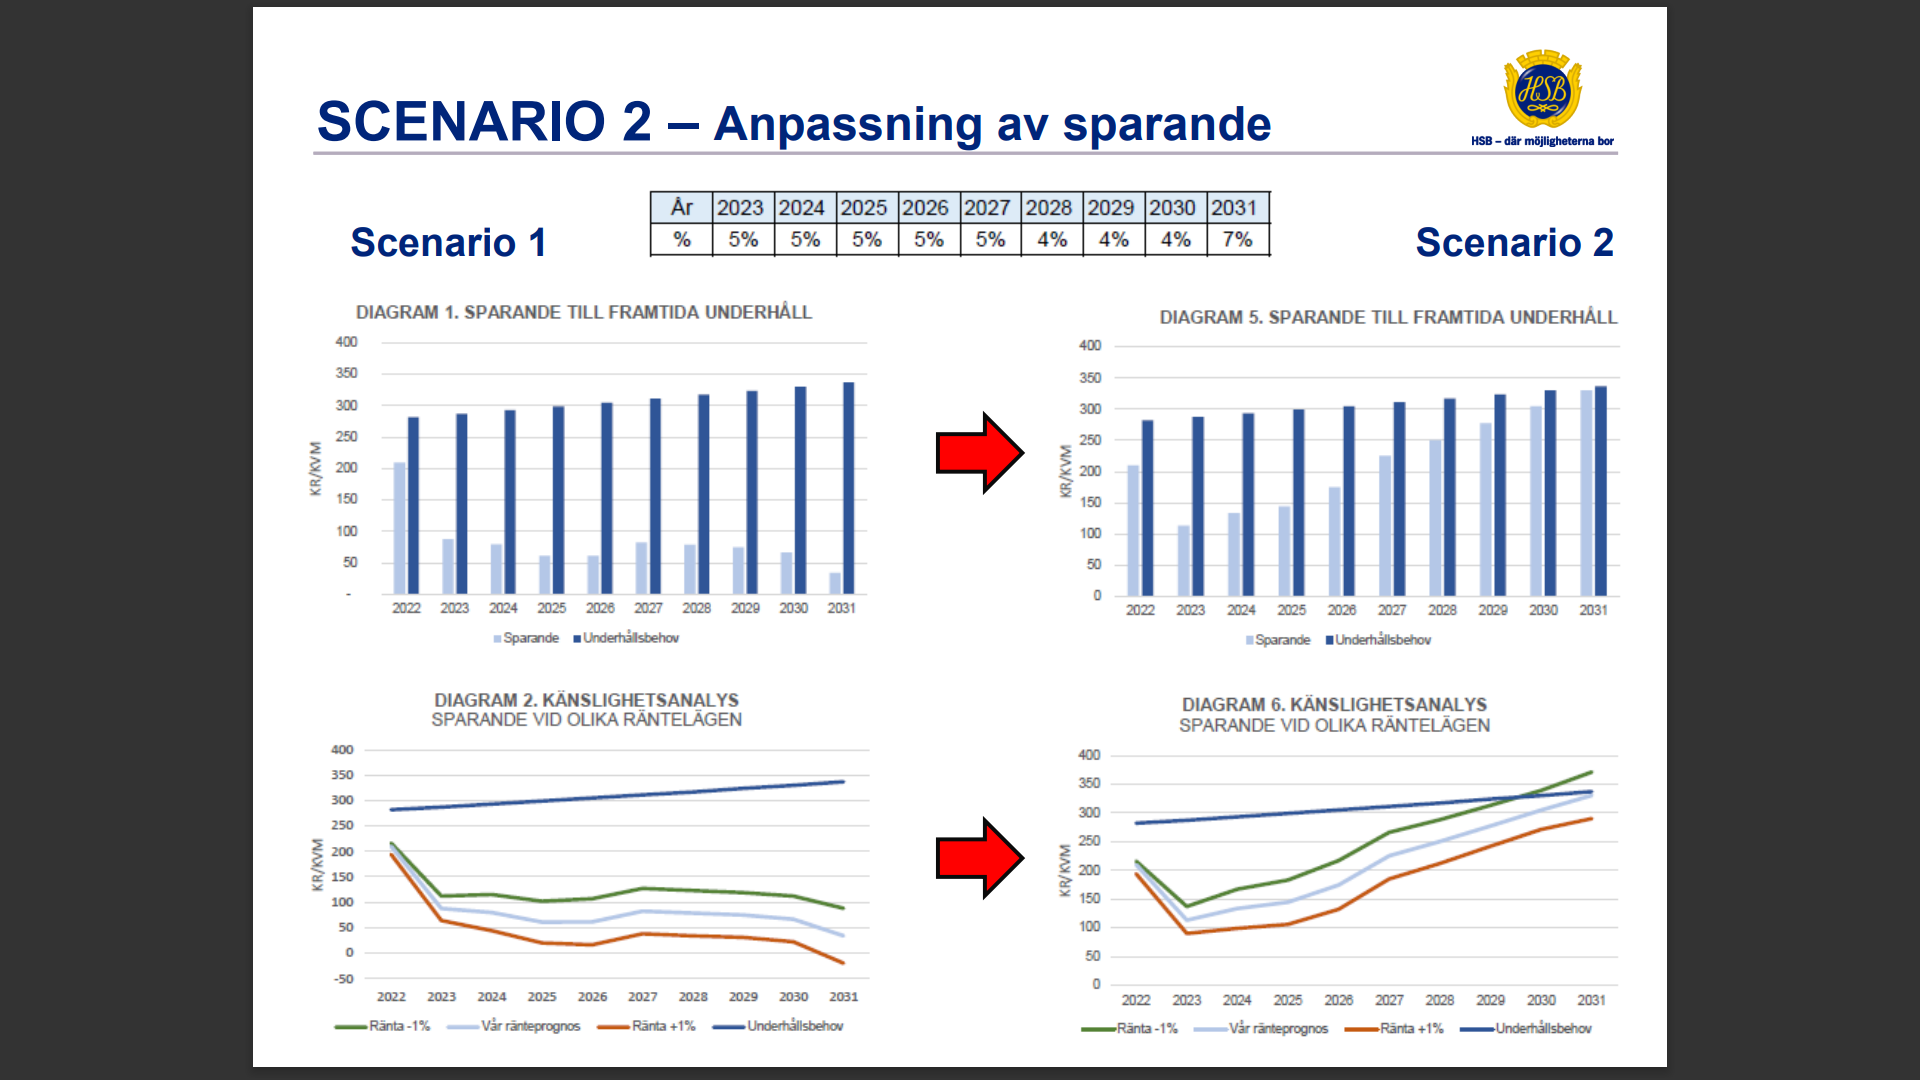 SCENARIO 2 – Anpassning av sparande
HSB
HSB – där möjligheterna bor
År 2023 2024 2025 2026 2027 2028 2029 2030 2031
% 5% 5% 5% 5% 5% 4% 4% 4% 7%
Scenario 1
Scenario 2
DIAGRAM 1. SPARANDE TILL FRAMTIDA UNDERHÅLL
400
350
300
250
200
150
100
50
-
KR/KVM
2022 2023 2024 2025 2026 2027 2028 2029 2030 2031
Sparande Underhållsbehov
DIAGRAM 5. SPARANDE TILL FRAMTIDA UNDERHÅLL
400
350
300
250
200
150
100
50
0
KR/KVM
2022 2023 2024 2025 2026 2027 2028 2029 2030 2031
Sparande Underhållsbehov
DIAGRAM 2. KÄNSLIGHETSANALYS
SPARANDE VID OLIKA RÄNTELÄGEN
400
350
300
250
200
150
100
50
0
-50
KR/KVM
2022 2023 2024 2025 2026 2027 2028 2029 2030 2031
Ränta -1% Vår ränteprognos Ränta +1% Underhållsbehov
DIAGRAM 6. KÄNSLIGHETSANALYS
SPARANDE VID OLIKA RÄNTELÄGEN
400
350
300
250
200
150
100
50
0
KR/KVM
2022 2023 2024 2025 2026 2027 2028 2029 2030 2031
Ränta -1% Vår ränteprognos Ränta +1% Underhållsbehov